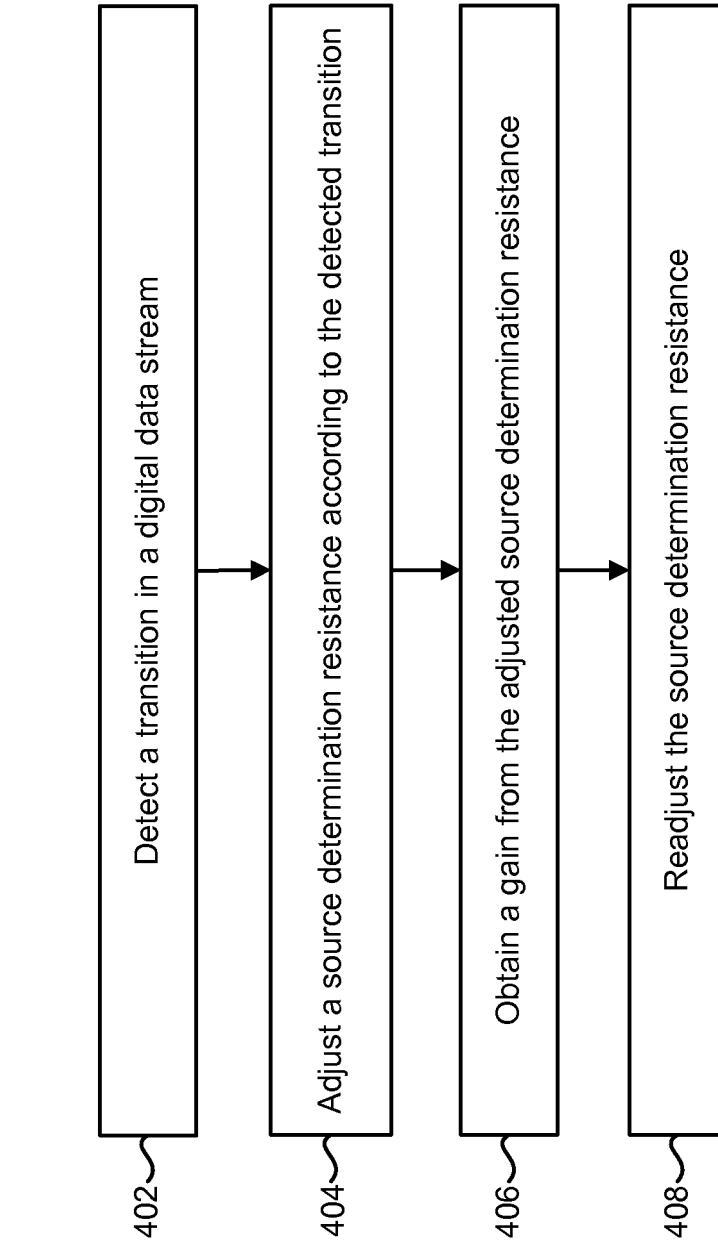 402
Detect a transition in a digital data stream
404
Adjust a source determination resistance according to the detected transition
406
Obtain a gain from the adjusted source determination resistance
408
Readjust the source determination resistance